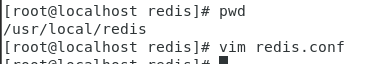 [root@localhost redis]# pwd
/usr/local/redis
[root@localhost redis]# vim redis.conf
[root@localhost redis]#